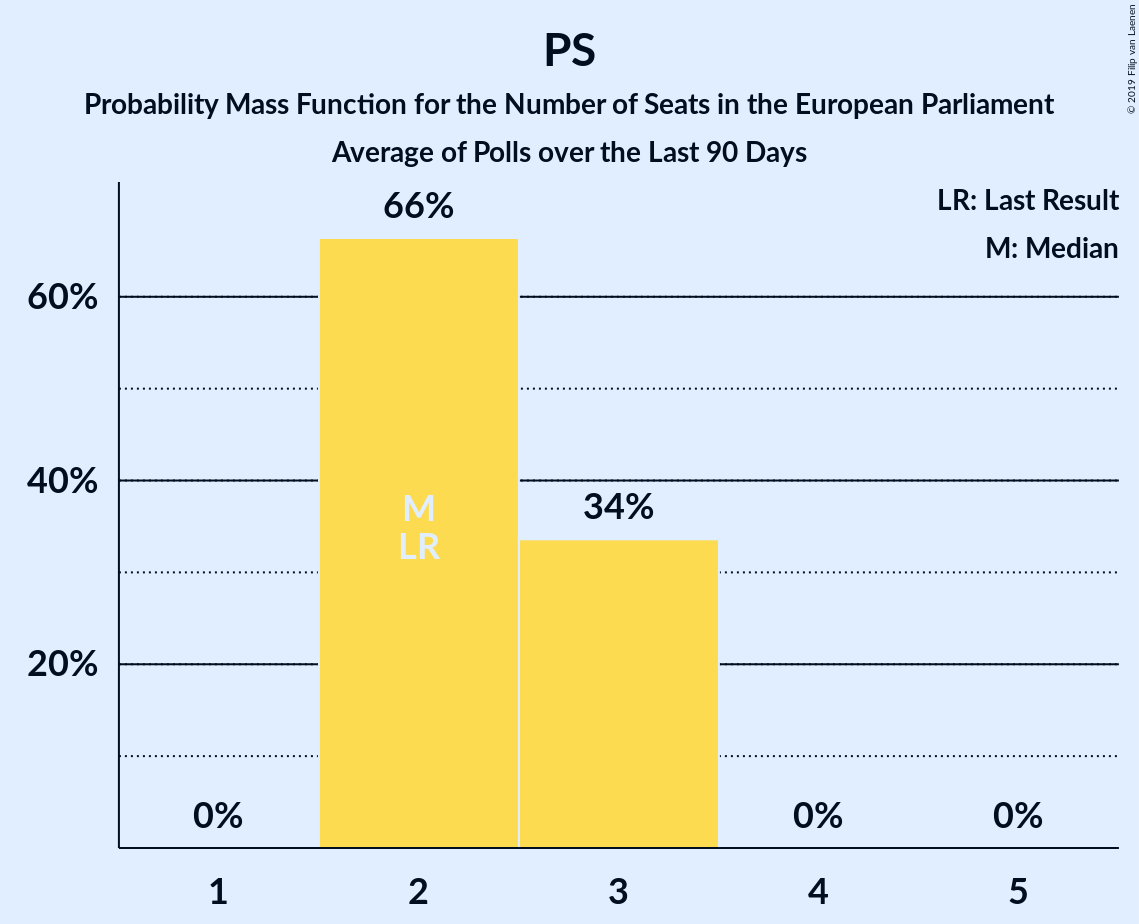 PS
Probability Mass Function for the Number of Seats in the European Parliament
Average of Polls over the Last 90 Days
© 2019 Filip van Laenen
LR: Last Result
M: Median
66%
60%
40%
M
34%
LR
20%
0%
0%
0%
1
2
3
4
5